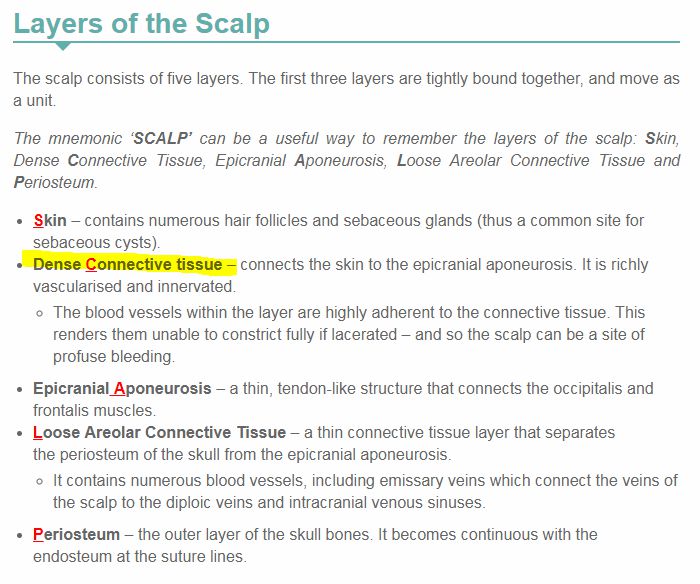 Layers of the Scalp
The scalp consists of five layers. The first three layers are tightly bound together, and move as
a unit.
The mnemonic ‘SCALP’ can be a useful way to remember the layers of the scalp: Skin,
Dense Connective Tissue, Epicranial Aponeurosis, Loose Areolar Connective Tissue and
Periosteum.
• Skin – contains numerous hair follicles and sebaceous glands (thus a common site for
sebaceous cysts).
• Dense Connective tissue – connects the skin to the epicranial aponeurosis. It is richly
vascularised and innervated.
◦ The blood vessels within the layer are highly adherent to the connective tissue. This
renders them unable to constrict fully if lacerated – and so the scalp can be a site of
profuse bleeding.
• Epicranial Aponeurosis – a thin, tendon-like structure that connects the occipitalis and
frontalis muscles.
• Loose Areolar Connective Tissue – a thin connective tissue layer that separates
the periosteum of the skull from the epicranial aponeurosis.
◦ It contains numerous blood vessels, including emissary veins which connect the veins of
the scalp to the diploic veins and intracranial venous sinuses.
• Periosteum – the outer layer of the skull bones. It becomes continuous with the
endosteum at the suture lines.